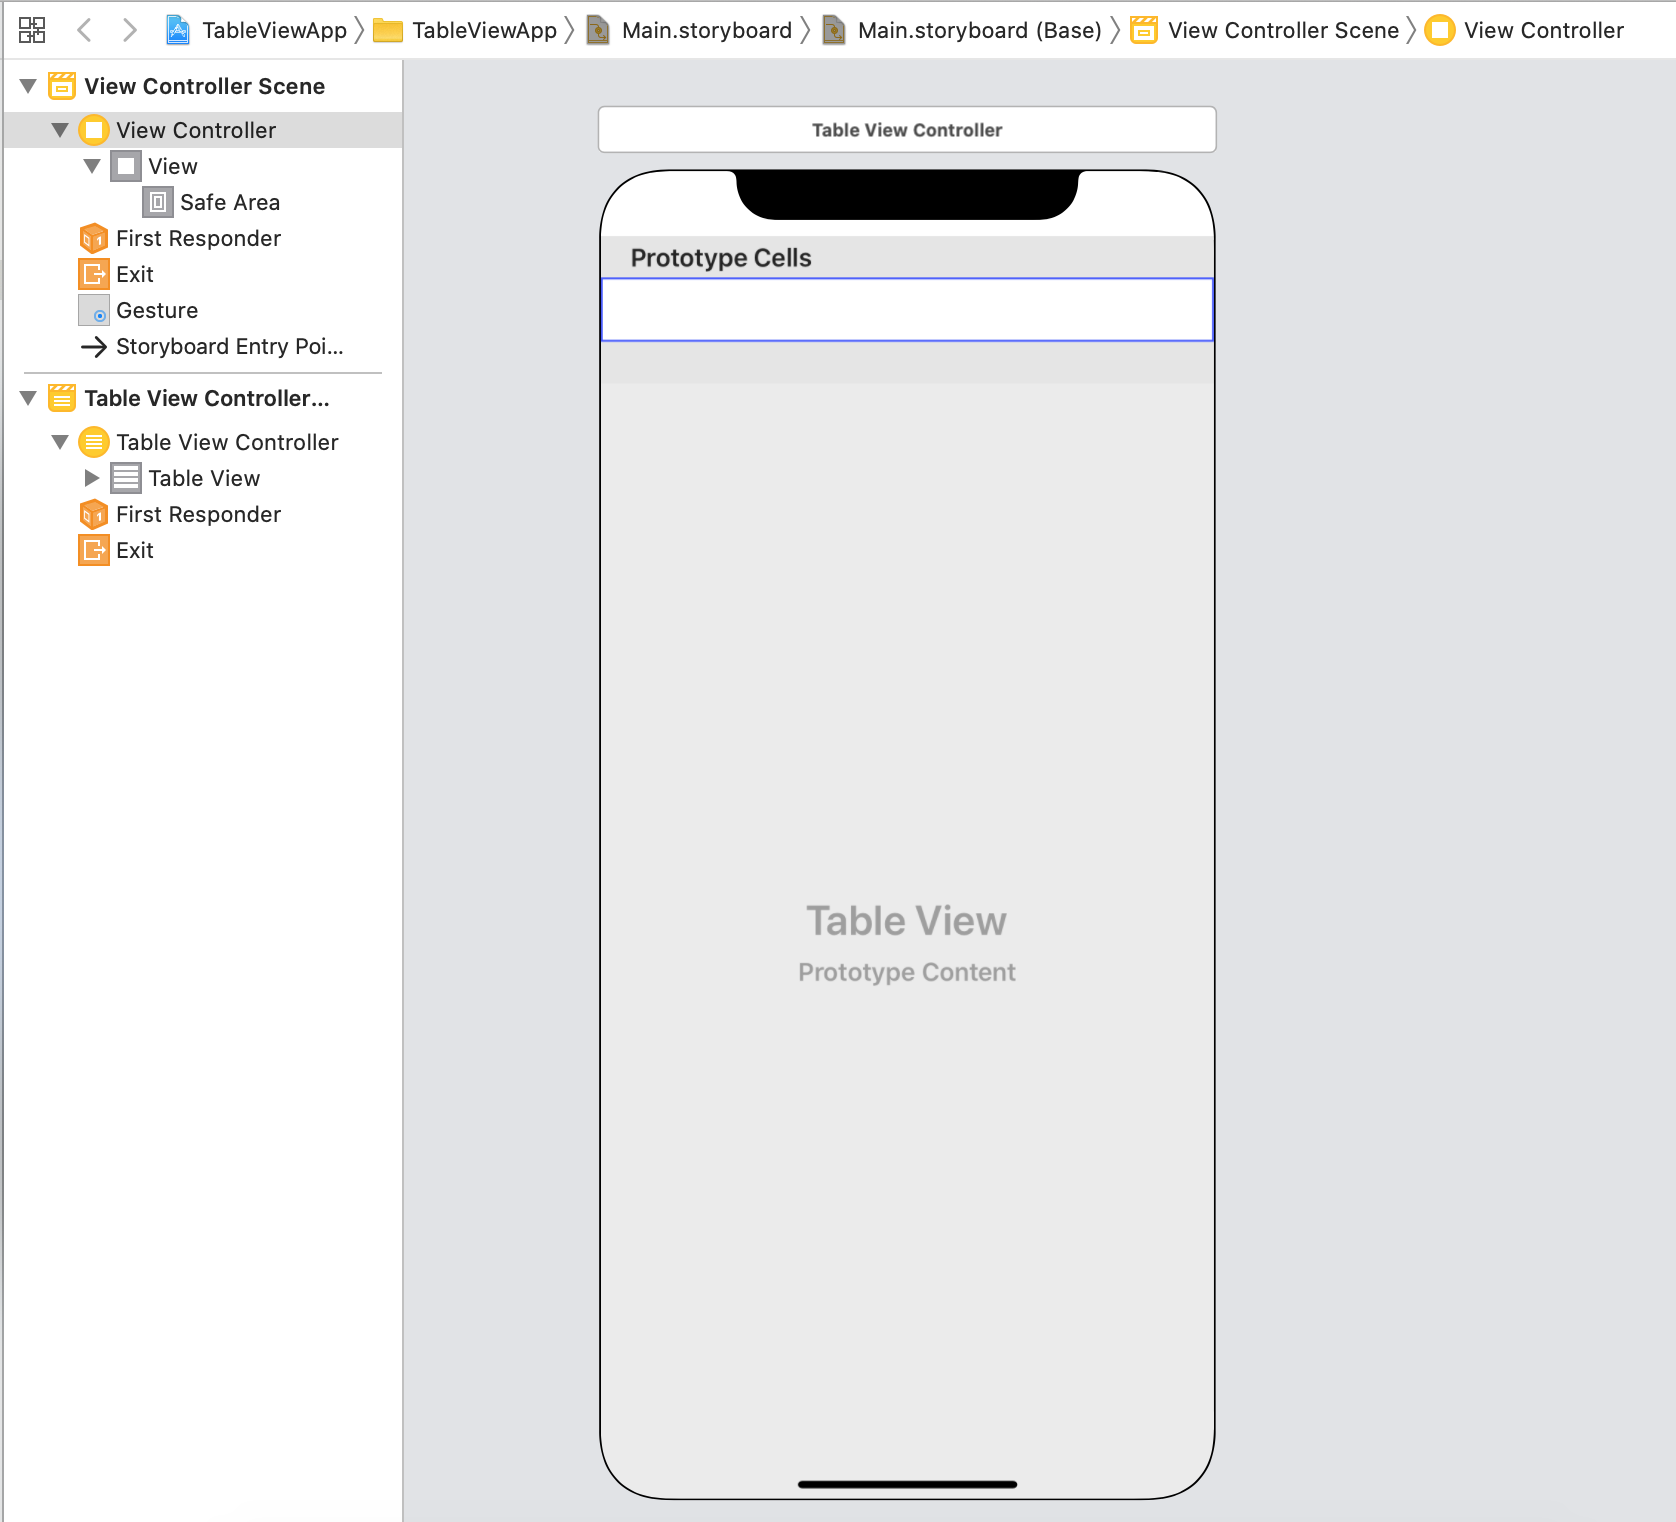 TableViewApp TableViewApp Main.storyboard Main.storyboard (Base) View Controller Scene View Controller
View Controller Scene
View Controller
View
Safe Area
First Responder
Exit
Gesture
Storyboard Entry Poi...
Table View Controller...
Table View Controller
Table View
First Responder
Exit
Table View Controller
Prototype Cells
Table View
Prototype Content